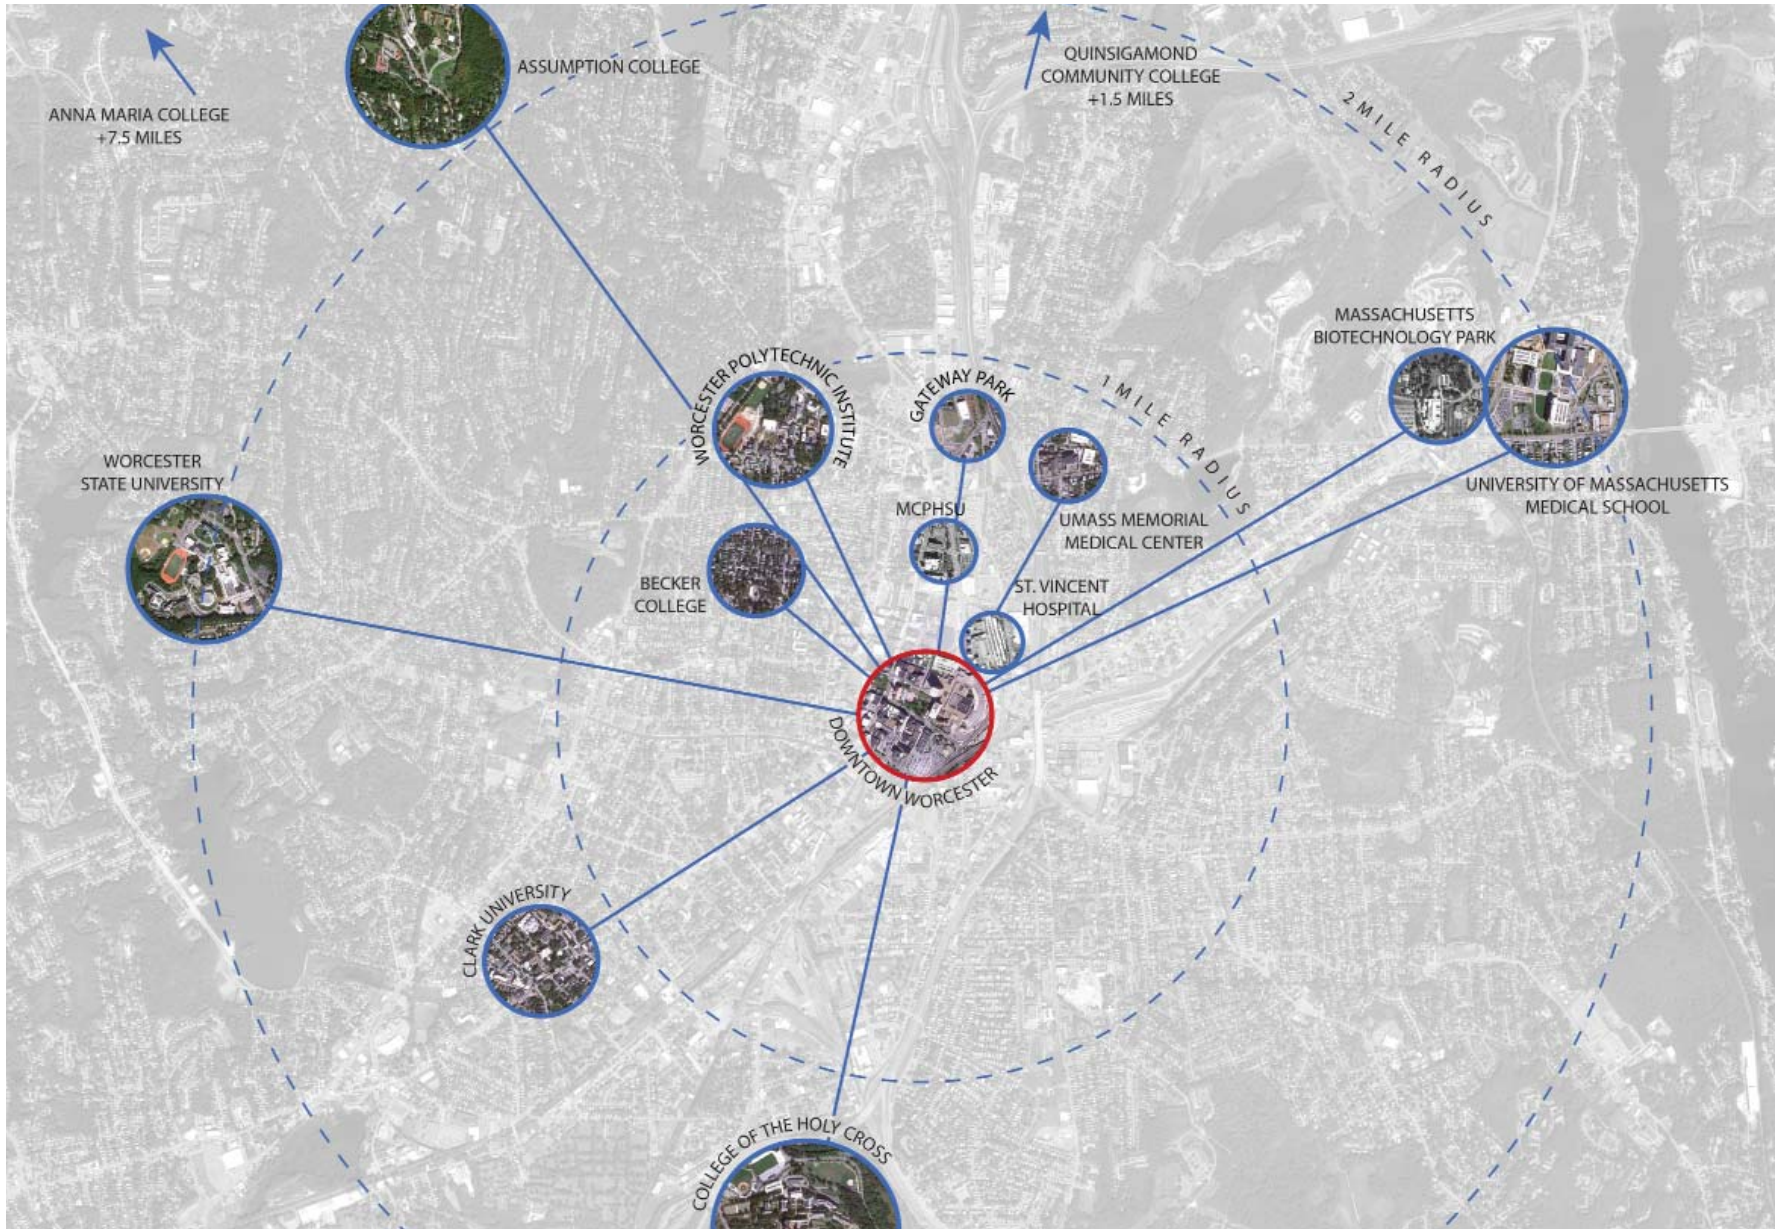 ASSUMPTION COLLEGE
QUINSIGAMOND
COMMUNITY COLLEGE
+1.5 MILES
ANNA MARIA COLLEGE
+7.5 MILES
2 MILE RADIUS
MASSACHUSETTS
BIOTECHNOLOGY PARK
WORCESTER POLYTECHNIC INSTITUTE
GATEWAY PARK
1 MILE RADIUS
WORCESTER
STATE UNIVERSITY
UNIVERSITY OF MASSACHUSETTS
MEDICAL SCHOOL
MCPHSU
UMASS MEMORIAL
MEDICAL CENTER
BECKER
COLLEGE
ST. VINCENT
HOSPITAL
DOWNTOWN WORCESTER
CLARK UNIVERSITY
COLLEGE OF THE HOLY CROSS